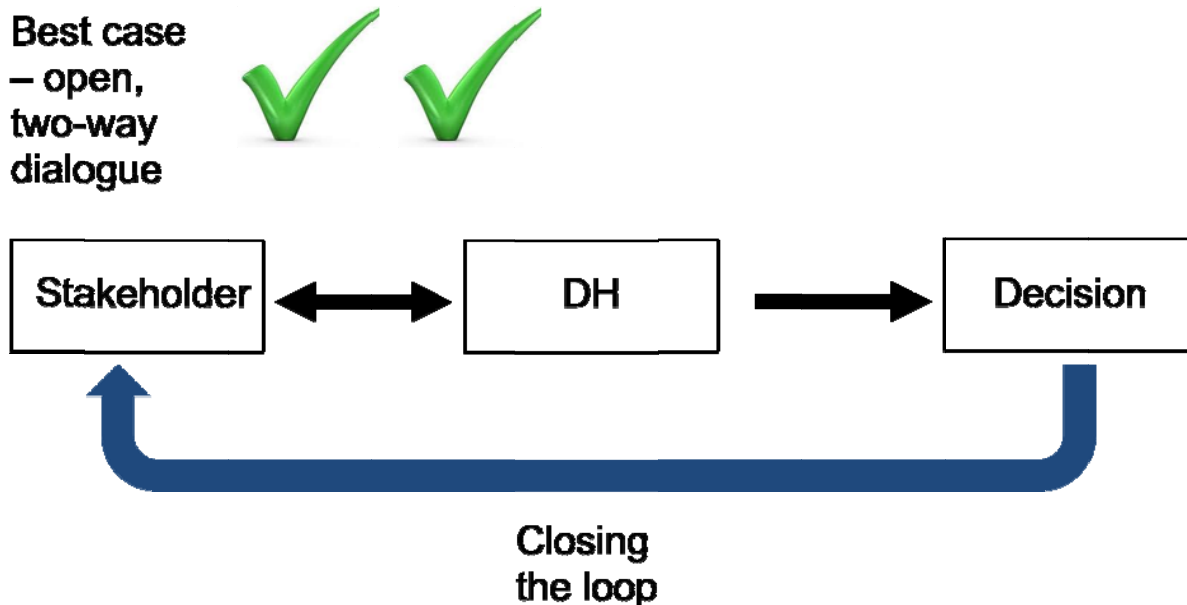 Best case
– open,
two-way
dialogue
Stakeholder
DH
Decision
Closing
the loop